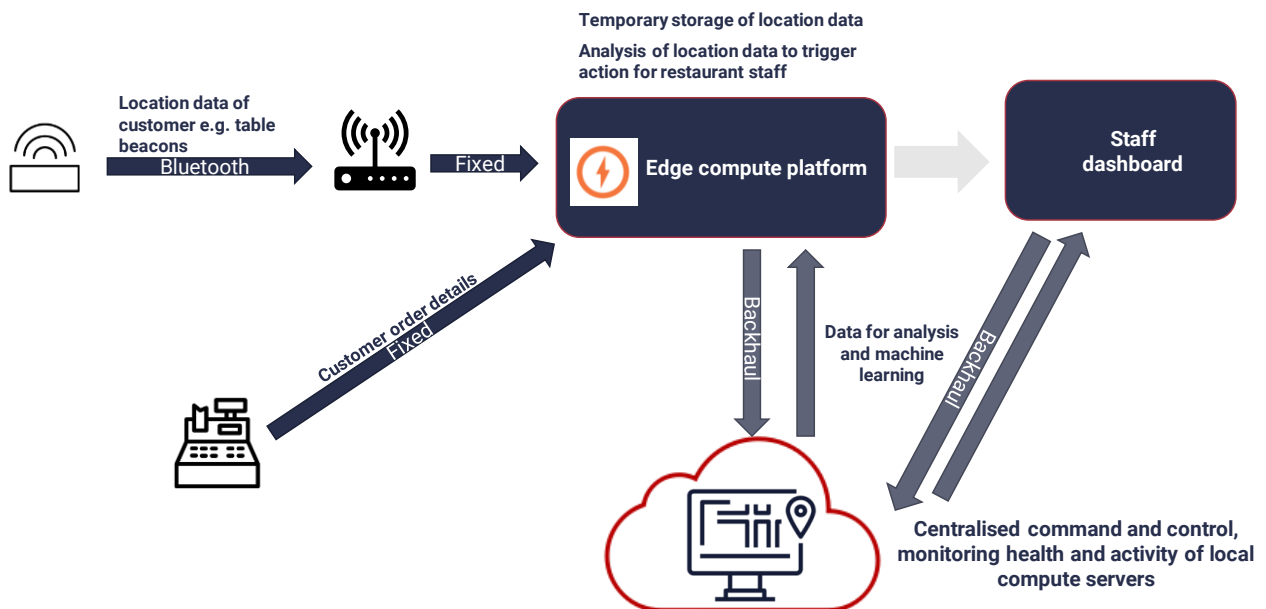 Temporary storage of location data
Analysis of location data to trigger
action for restaurant staff
Location data of
customer e.g. table
beacons
Bluetooth
Fixed
Edge compute platform
Staff
dashboard
Customer order details
Fixed
Backhaul
Data for analysis
and machine
learning
Backhaul
Centralised command and control,
monitoring health and activity of local
compute servers